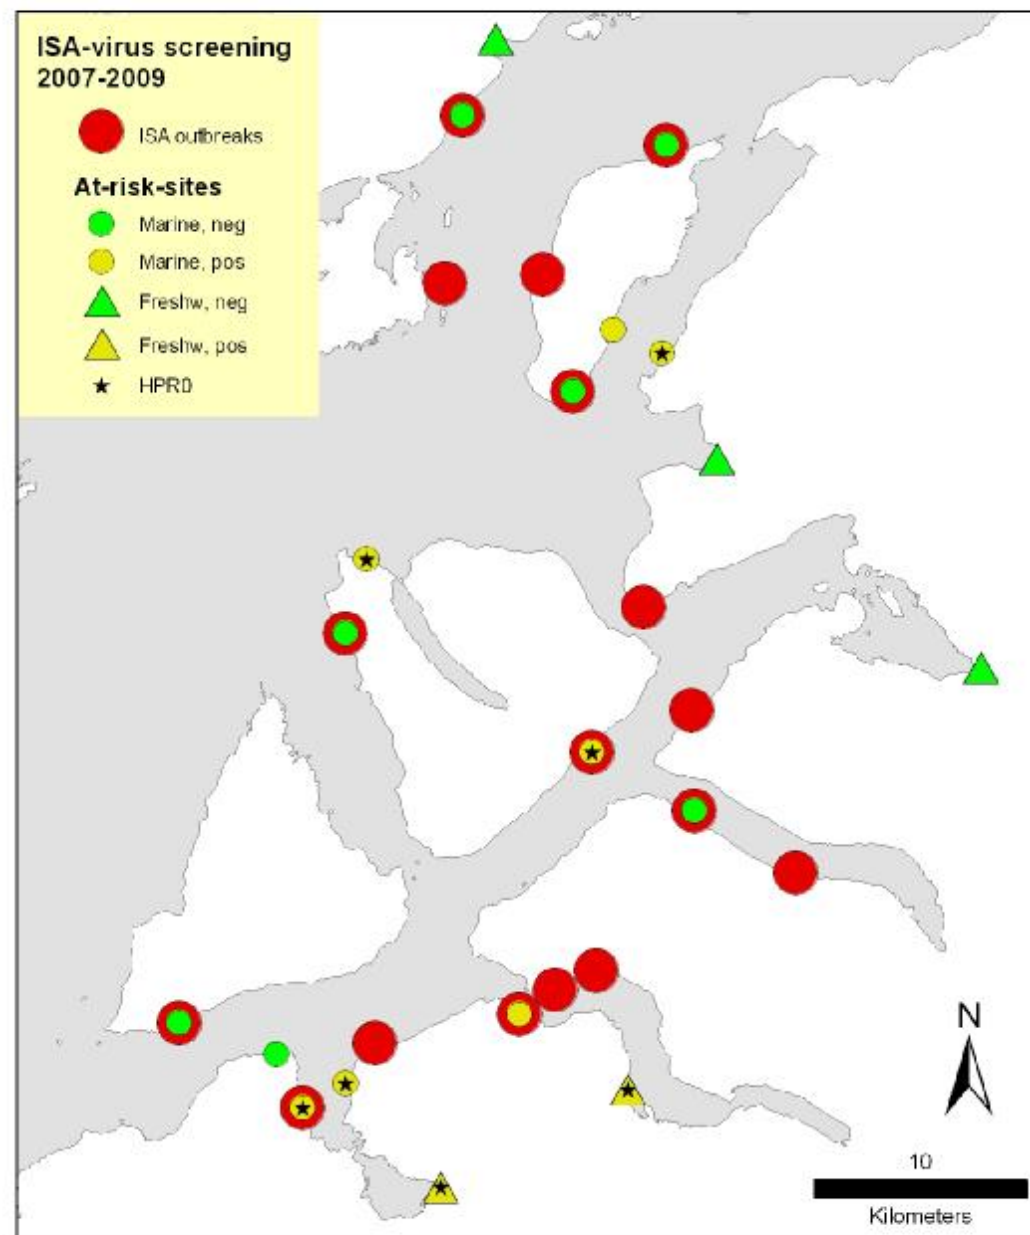 ISA-virus screening
2007-2009
ISA outbreaks
At-risk-sites
Marine, neg
Marine, pos
Freshw, neg
Freshw, pos
HPR0
N
10
Kilometers